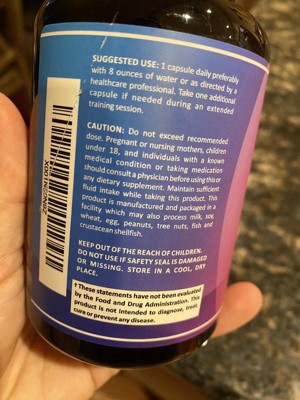 SUGGESTED USE: 1 capsule daily preferably
with 8 ounces of water or as directed by a
healthcare professional. Take one additional
capsule if needed during an extended
training session.
CAUTION: Do not exceed recommended
dose. Pregnant or nursing mothers, children
under 18, and individuals with a known
medical condition or taking medication
should consult a physician before using this or
any dietary supplement. Maintain sufficient
fluid intake while taking this product. This
product is manufactured and packaged in a
facility which may also process milk, soy,
wheat, egg, peanuts, tree nuts, fish and
crustacean shellfish.
KEEP OUT OF THE REACH OF CHILDREN.
DO NOT USE IF SAFETY SEAL IS DAMAGED
OR MISSING. STORE IN A COOL, DRY
PLACE.
† These statements have not been evaluated
by the Food and Drug Administration. This
product is not intended to diagnose, treat,
cure or prevent any disease.